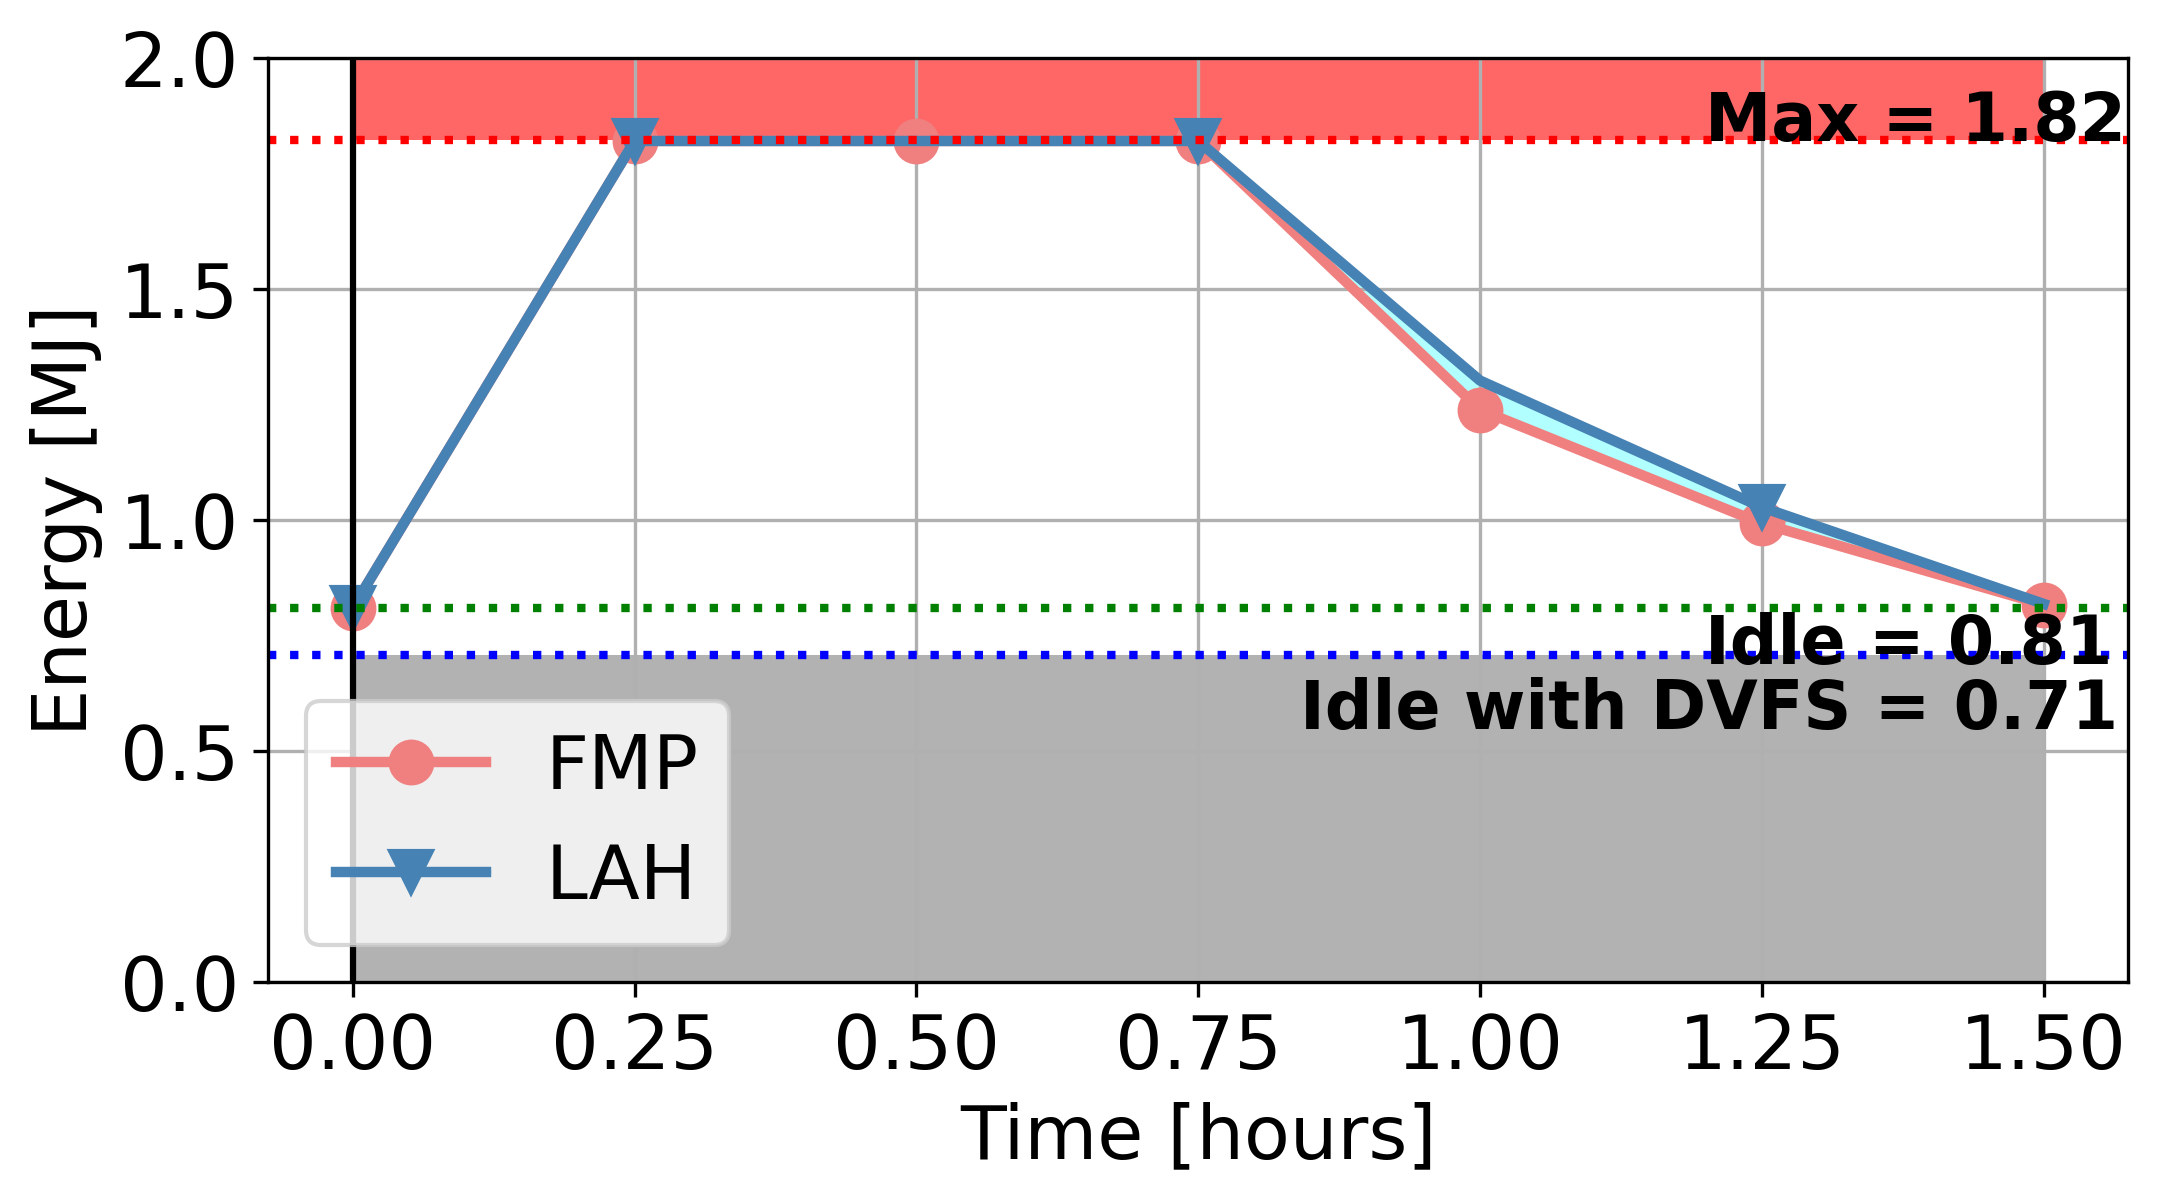 2.0
1.5
1.0
0.5
0.0
Energy [MJ]
Max = 1.82
Idle = 0.81
Idle with DVFS = 0.71
FMP
LAH
0.00 0.25 0.50 0.75 1.00 1.25 1.50
Time [hours]